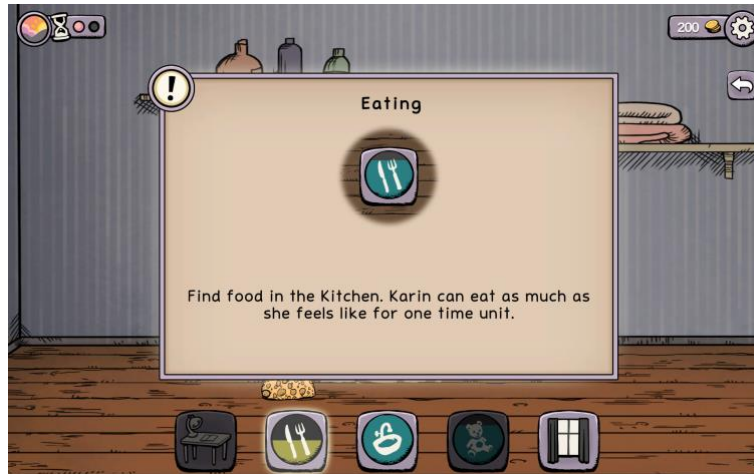 200
!
Eating
Find food in the Kitchen. Karin can eat as much as
she feels like for one time unit.